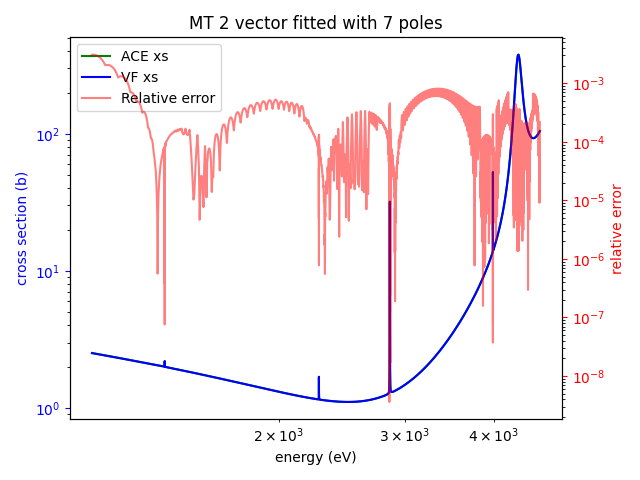 MT 2 vector fitted with 7 poles
ACE xs
VF xs
Relative error
10²
10¹
10⁰
cross section (b)
10⁻³
10⁻⁴
10⁻⁵
10⁻⁶
10⁻⁷
10⁻⁸
relative error
2 × 10³
3 × 10³
4 × 10³
energy (eV)